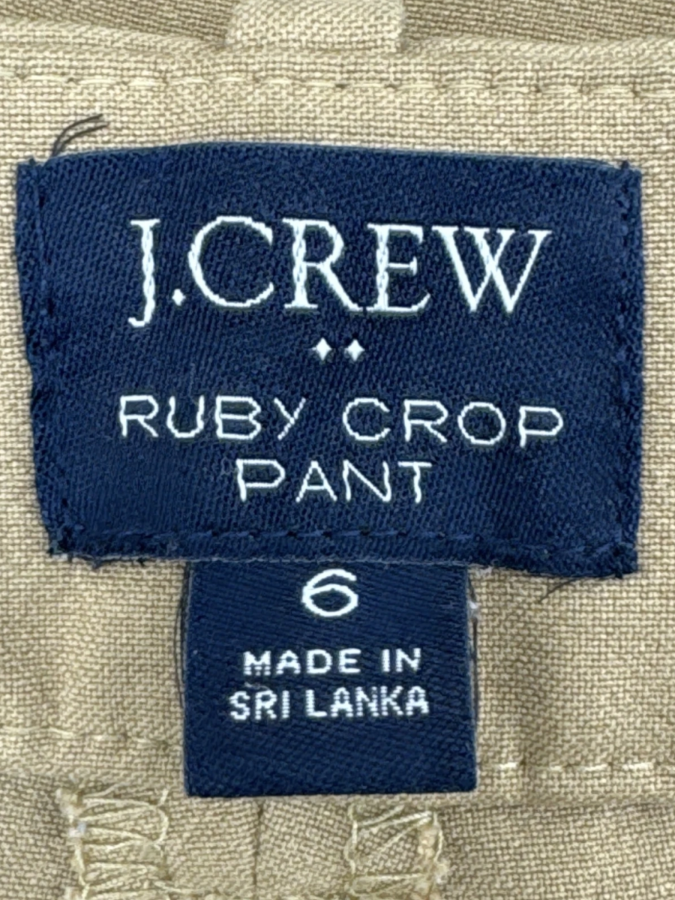 J.CREW
RUBY CROP
PANT
6
MADE IN
SRI LANKA